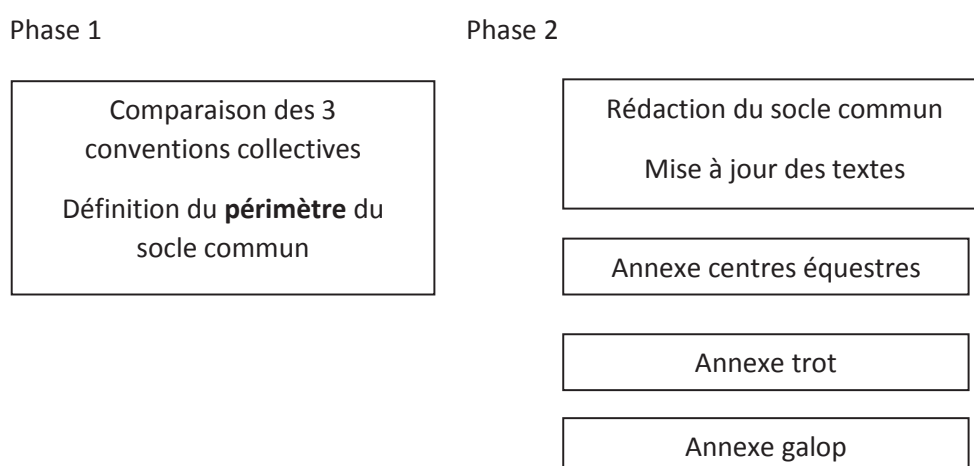 Phase 1
Comparaison des 3
conventions collectives
Définition du périmètre du
socle commun
Phase 2
Rédaction du socle commun
Mise à jour des textes
Annexe centres équestres
Annexe trot
Annexe galop